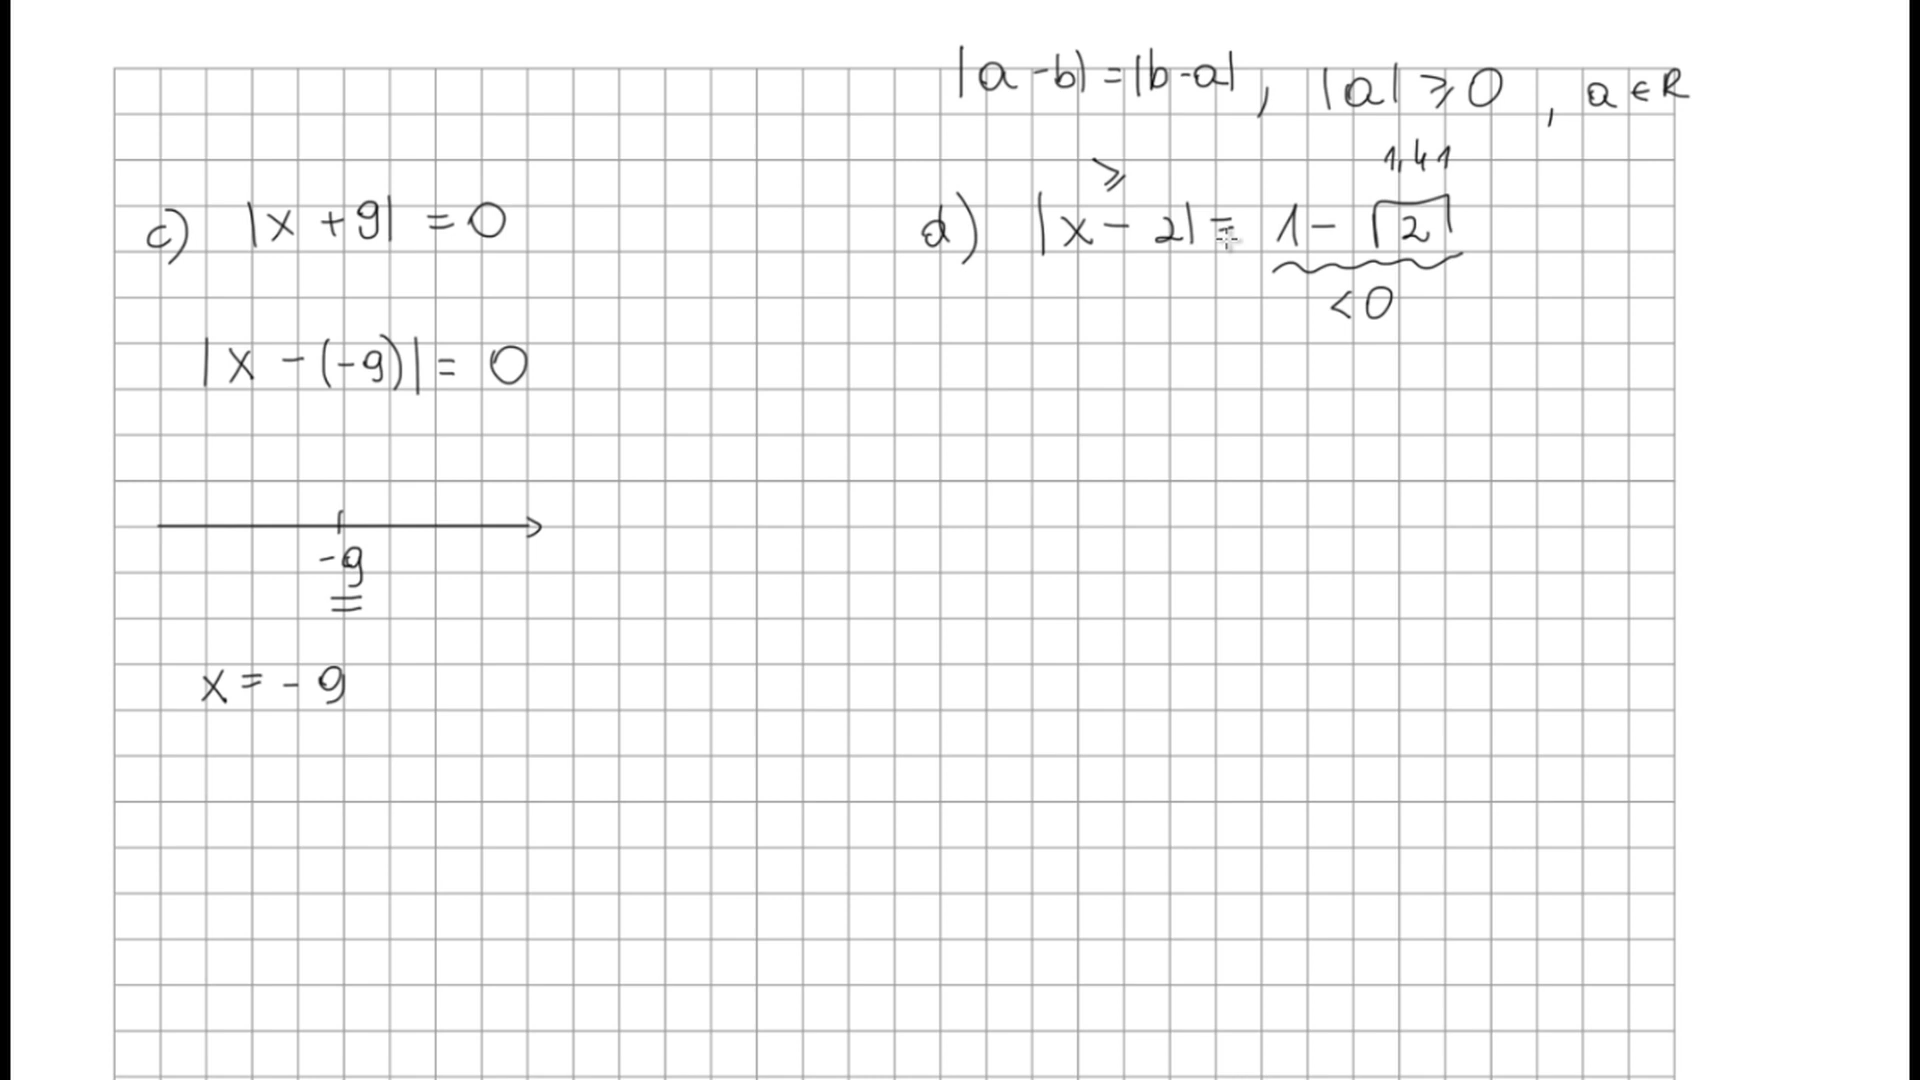 |a-b|=|b-a|, |a|⩾0, a∈R
c) |x+9|=0
|x-(-9)|=0
-9
x=-9
⩾
1,41
d) |x-2|=1-√2
<0